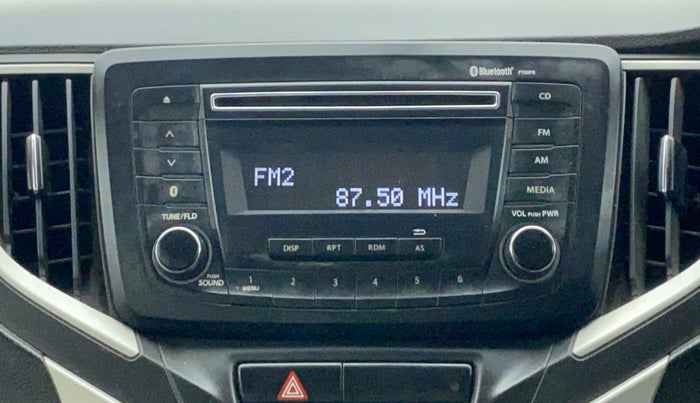 Bluetooth
CD
FM
AM
MEDIA
FM2
87.50 MHz
TUNE/FLD
VOL PUSH PWR
DISP RPT RDM AS
PUSH
SOUND
1 2 3 4 5 6
MENU